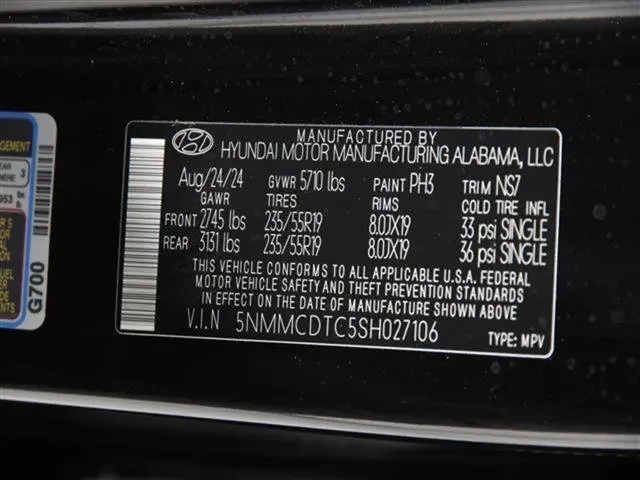 MANUFACTURED BY
HYUNDAI MOTOR MANUFACTURING ALABAMA, LLC
Aug/24/24 GVWR 5710 lbs PAINT PH3 TRIM NS7
GAWR TIRES RIMS COLD TIRE INFL
FRONT 2745 lbs 235/55R19 8.0JX19 33 psi SINGLE
REAR 3131 lbs 235/55R19 8.0JX19 36 psi SINGLE
THIS VEHICLE CONFORMS TO ALL APPLICABLE U.S.A. FEDERAL
MOTOR VEHICLE SAFETY AND THEFT PREVENTION STANDARDS
IN EFFECT ON THE DATE OF MANUFACTURE SHOWN ABOVE
V.I.N 5NMMCDTC5SH027106
TYPE: MPV
G700